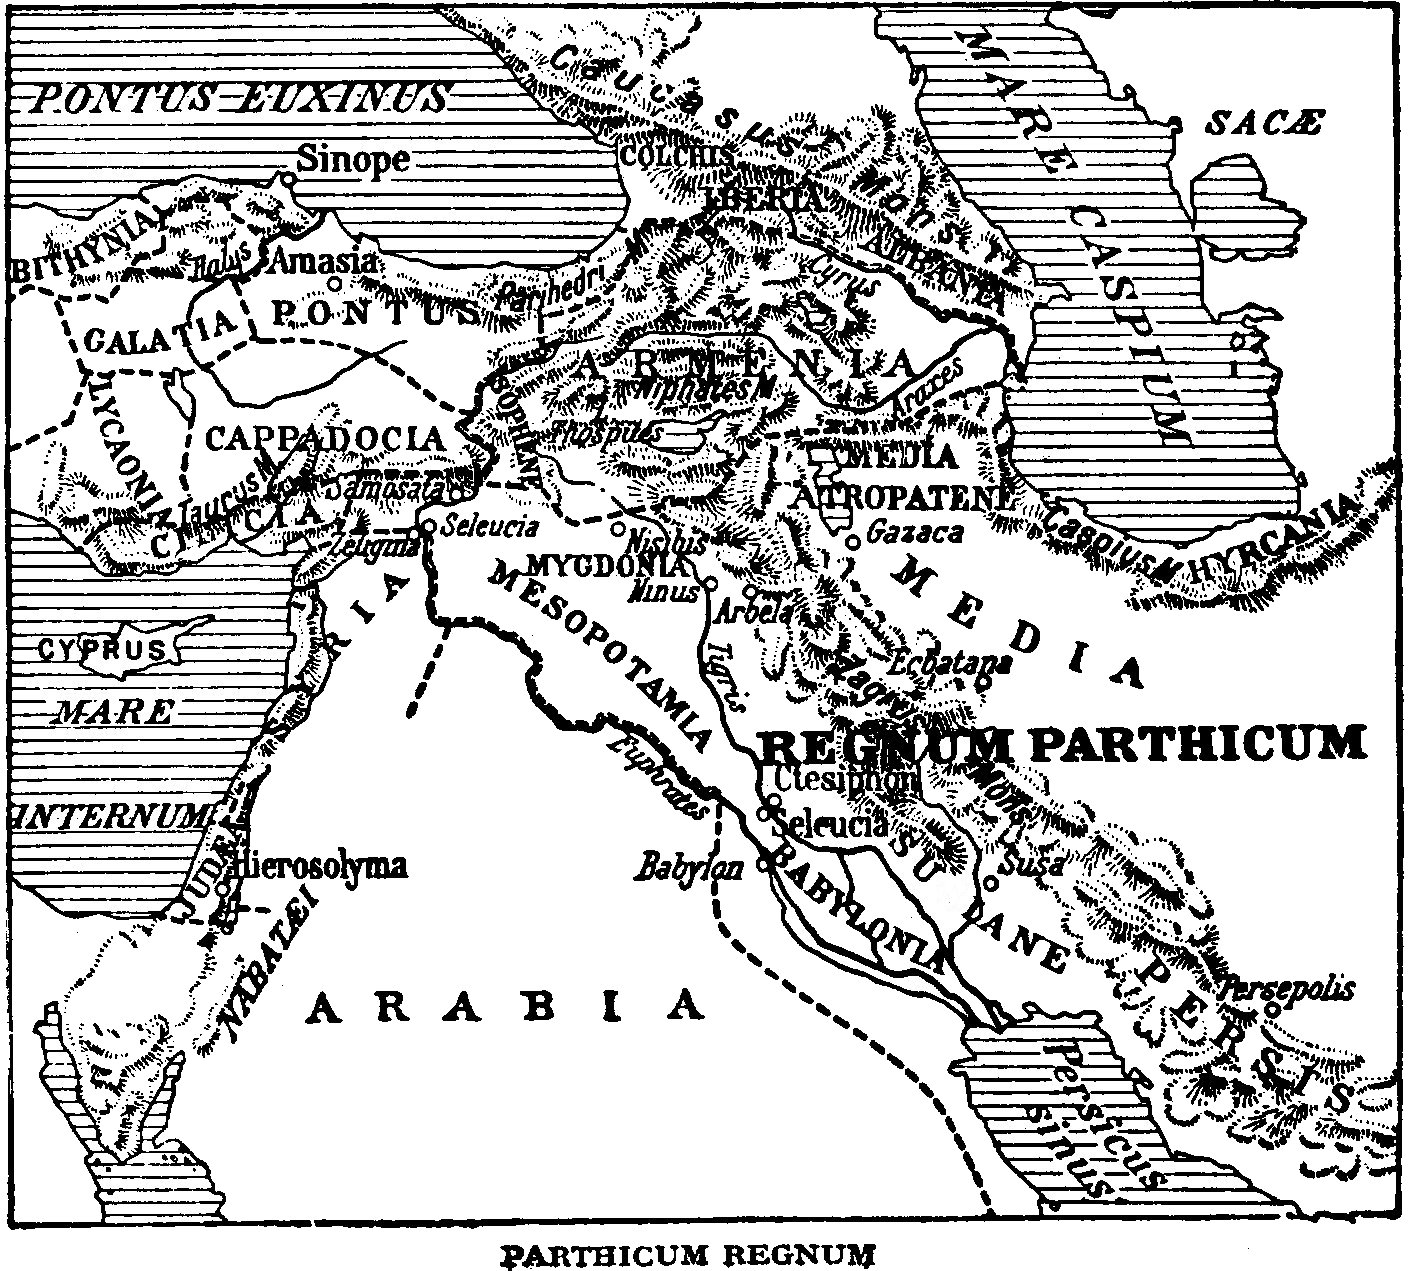 PONTUS EUXINUS
Caucasus Mons
MARE CASPIUM
SACÆ
Sinope
COLCHIS
IBERIA
ALBANIA
BITHYNIA
Halys
Amasia
Parihedri M
Cyrus
PONTUS
GALATIA
ARMENIA
Niphates M
Araxes
LYCAONIA
SOPHENE
CAPPADOCIA
Thospites
MEDIA
ATROPATENE
Taurus M
Samosata
CILICIA
Zeugma
Seleucia
Nisibis
Gazaca
Caspius M
HYRCANIA
MYGDONIA
Ninus
Arbela
MEDIA
SYRIA
MESOPOTAMIA
CYPRUS
Tigris
Ecbatana
Zagrus
Mons
MARE
INTERNUM
Euphrates
REGNUM PARTHICUM
Ctesiphon
Seleucia
SUSIANE
Susa
JUDÆA
Hierosolyma
Babylon
BABYLONIA
NABATÆI
ARABIA
Persepolis
PERSIS
Persicus
sinus
PARTHICUM REGNUM